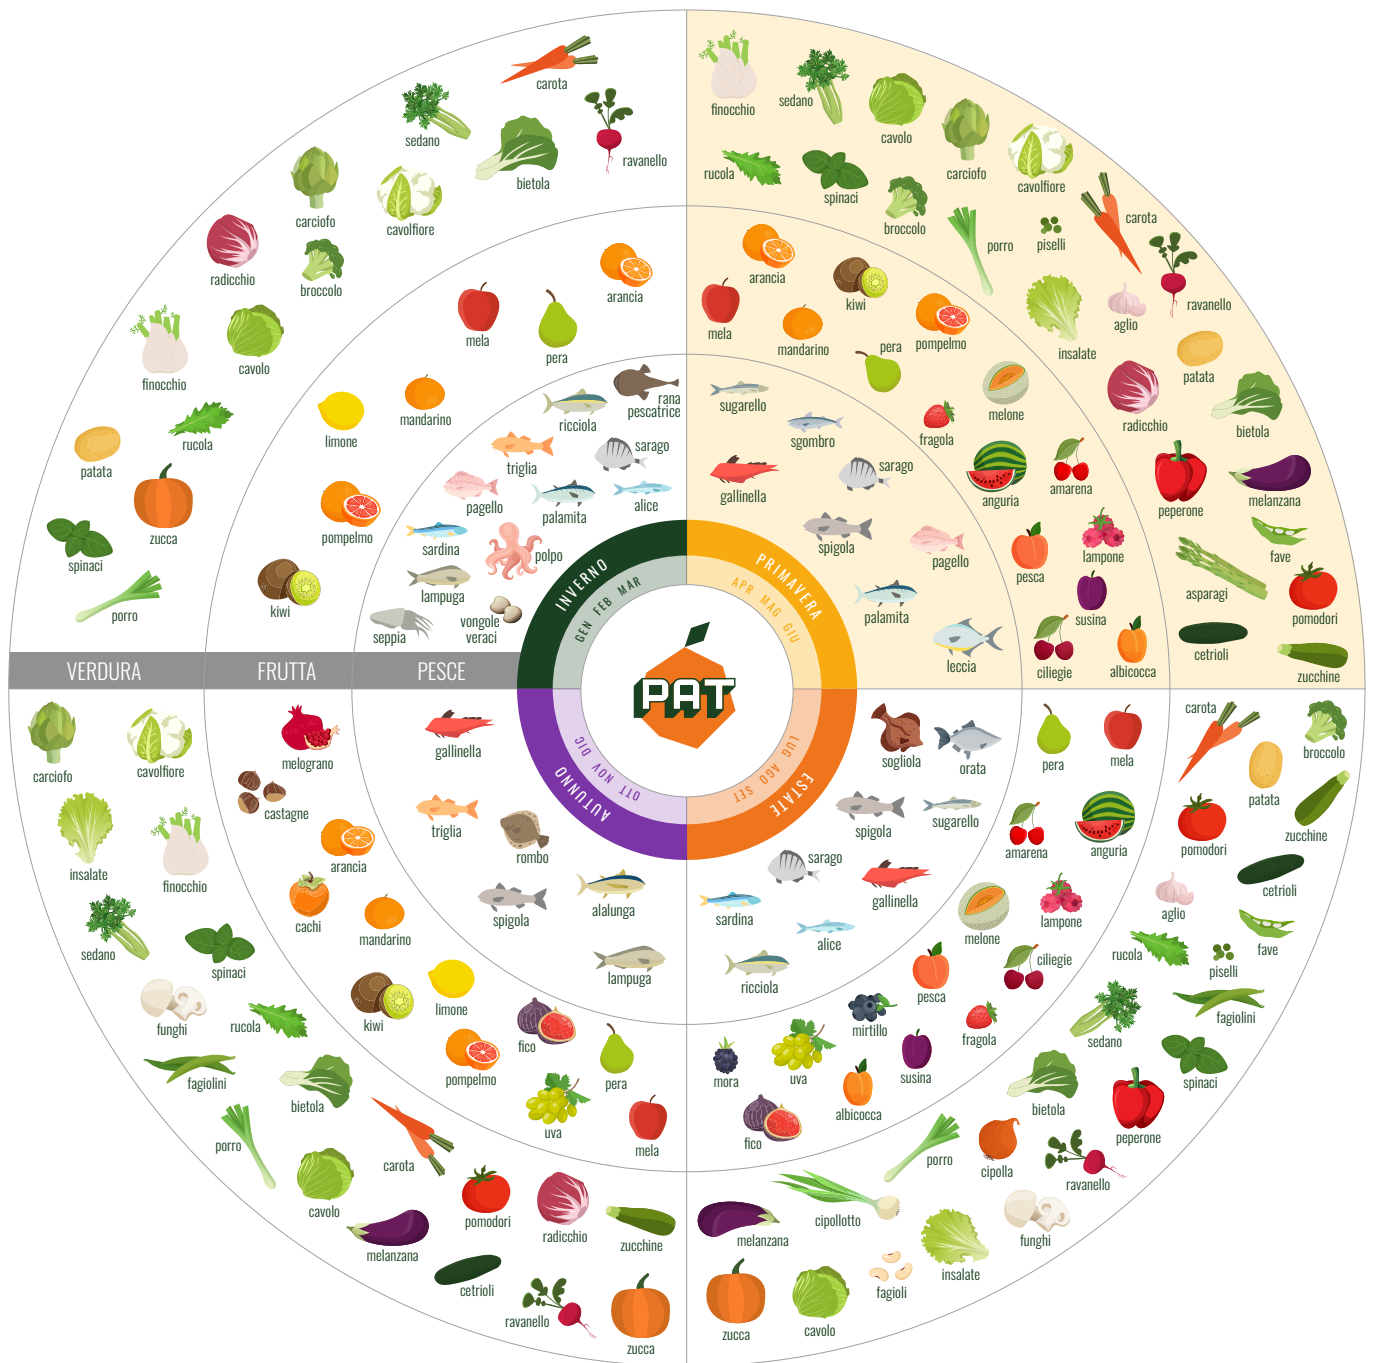 carota
sedano
ravanello
bietola
carciofo
cavolfiore
radicchio
broccolo
finocchio
cavolo
rucola
patata
zucca
spinaci
porro
arancia
mela
pera
mandarino
limone
pompelmo
kiwi
rana
pescatrice
ricciola
sarago
triglia
pagello
palamita
alice
sardina
polpo
lampuga
vongole
veraci
seppia
finocchio
sedano
cavolo
carciofo
cavolfiore
rucola
spinaci
broccolo
porro
piselli
carota
ravanello
aglio
insalate
patata
radicchio
bietola
peperone
melanzana
fave
asparagi
pomodori
cetrioli
zucchine
arancia
kiwi
mela
mandarino
pompelmo
pera
melone
fragola
anguria
amarena
lampone
pesca
susina
ciliegie
albicocca
sugarello
sgombro
gallinella
sarago
spigola
pagello
palamita
leccia
INVERNO
GEN FEB MAR
PRIMAVERA
APR MAG GIU
VERDURA
FRUTTA
PESCE
PAT
AUTUNNO
OTT NOV DIC
ESTATE
LUG AGO SET
carciofo
cavolfiore
insalate
finocchio
sedano
spinaci
funghi
rucola
fagiolini
bietola
porro
carota
cavolo
pomodori
radicchio
zucchine
melanzana
cetrioli
ravanello
zucca
melograno
castagne
arancia
cachi
mandarino
kiwi
limone
fico
pompelmo
pera
uva
mela
gallinella
triglia
rombo
spigola
alalunga
lampuga
sogliola
orata
spigola
sugarello
sarago
gallinella
sardina
alice
ricciola
pera
mela
amarena
anguria
melone
lampone
ciliegie
pesca
mirtillo
fragola
mora
uva
susina
albicocca
fico
carota
broccolo
patata
zucchine
pomodori
cetrioli
aglio
fave
rucola
piselli
fagiolini
sedano
spinaci
bietola
peperone
porro
cipolla
ravanello
cipollotto
funghi
melanzana
insalate
fagioli
zucca
cavolo